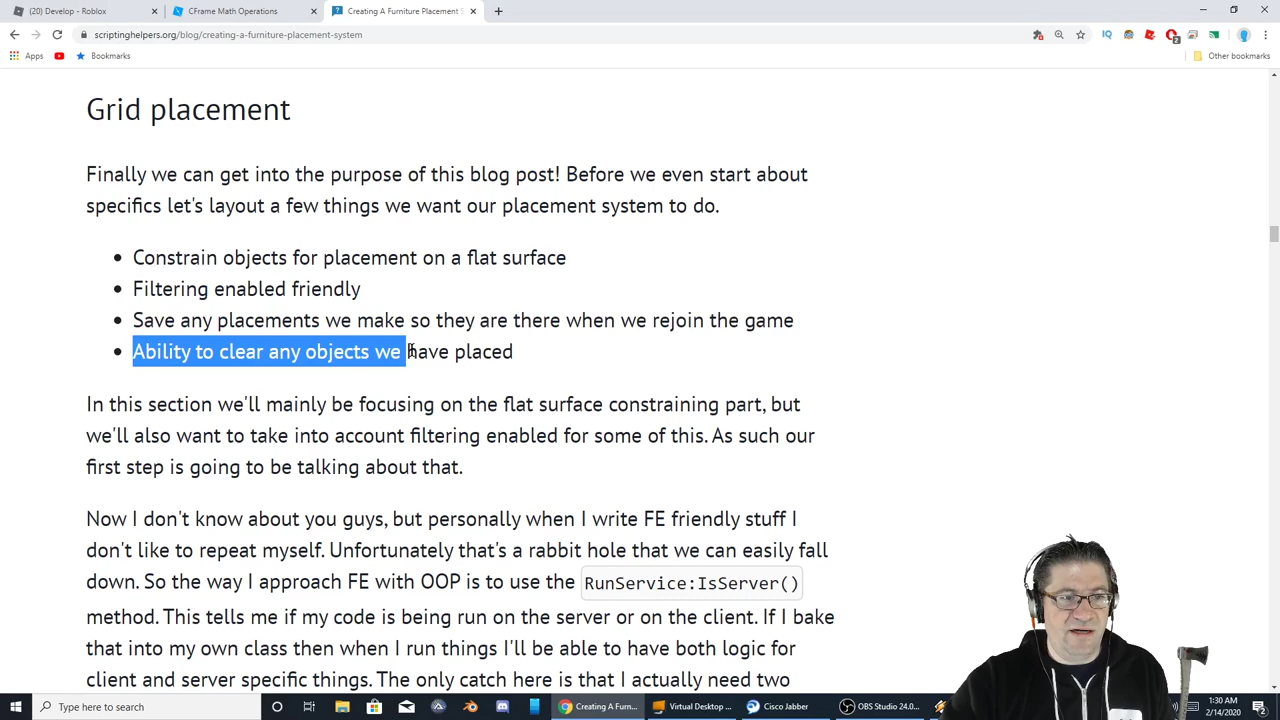 (20) Develop - Roblox
CFrame Math Operations
Creating A Furniture Placement S
scriptinghelpers.org/blog/creating-a-furniture-placement-system
Apps
Bookmarks
Other bookmarks
Grid placement
Finally we can get into the purpose of this blog post! Before we even start about
specifics let's layout a few things we want our placement system to do.
• Constrain objects for placement on a flat surface
• Filtering enabled friendly
• Save any placements we make so they are there when we rejoin the game
• Ability to clear any objects we have placed
In this section we'll mainly be focusing on the flat surface constraining part, but
we'll also want to take into account filtering enabled for some of this. As such our
first step is going to be talking about that.
Now I don't know about you guys, but personally when I write FE friendly stuff I
don't like to repeat myself. Unfortunately that's a rabbit hole that we can easily fall
down. So the way I approach FE with OOP is to use the RunService:IsServer()
method. This tells me if my code is being run on the server or on the client. If I bake
that into my own class then when I run things I'll be able to have both logic for
client and server specific things. The only catch here is that I actually need two
Type here to search
Creating A Furn...
Virtual Desktop ...
Cisco Jabber
OBS Studio 24.0...
1:30 AM
2/14/2020